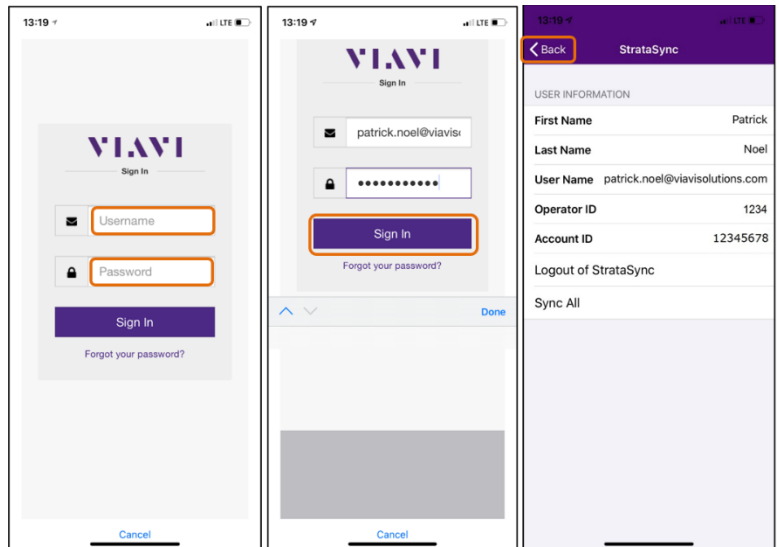 13:19
LTE
VIAVI
Sign In
Username
Password
Sign In
Forgot your password?
Cancel
13:19
LTE
VIAVI
Sign In
patrick.noel@viaviso
●●●●●●●●●●●
Sign In
Forgot your password?
Done
Cancel
13:19
LTE
Back StrataSync
USER INFORMATION
First Name Patrick
Last Name Noel
User Name patrick.noel@viavisolutions.com
Operator ID 1234
Account ID 12345678
Logout of StrataSync
Sync All